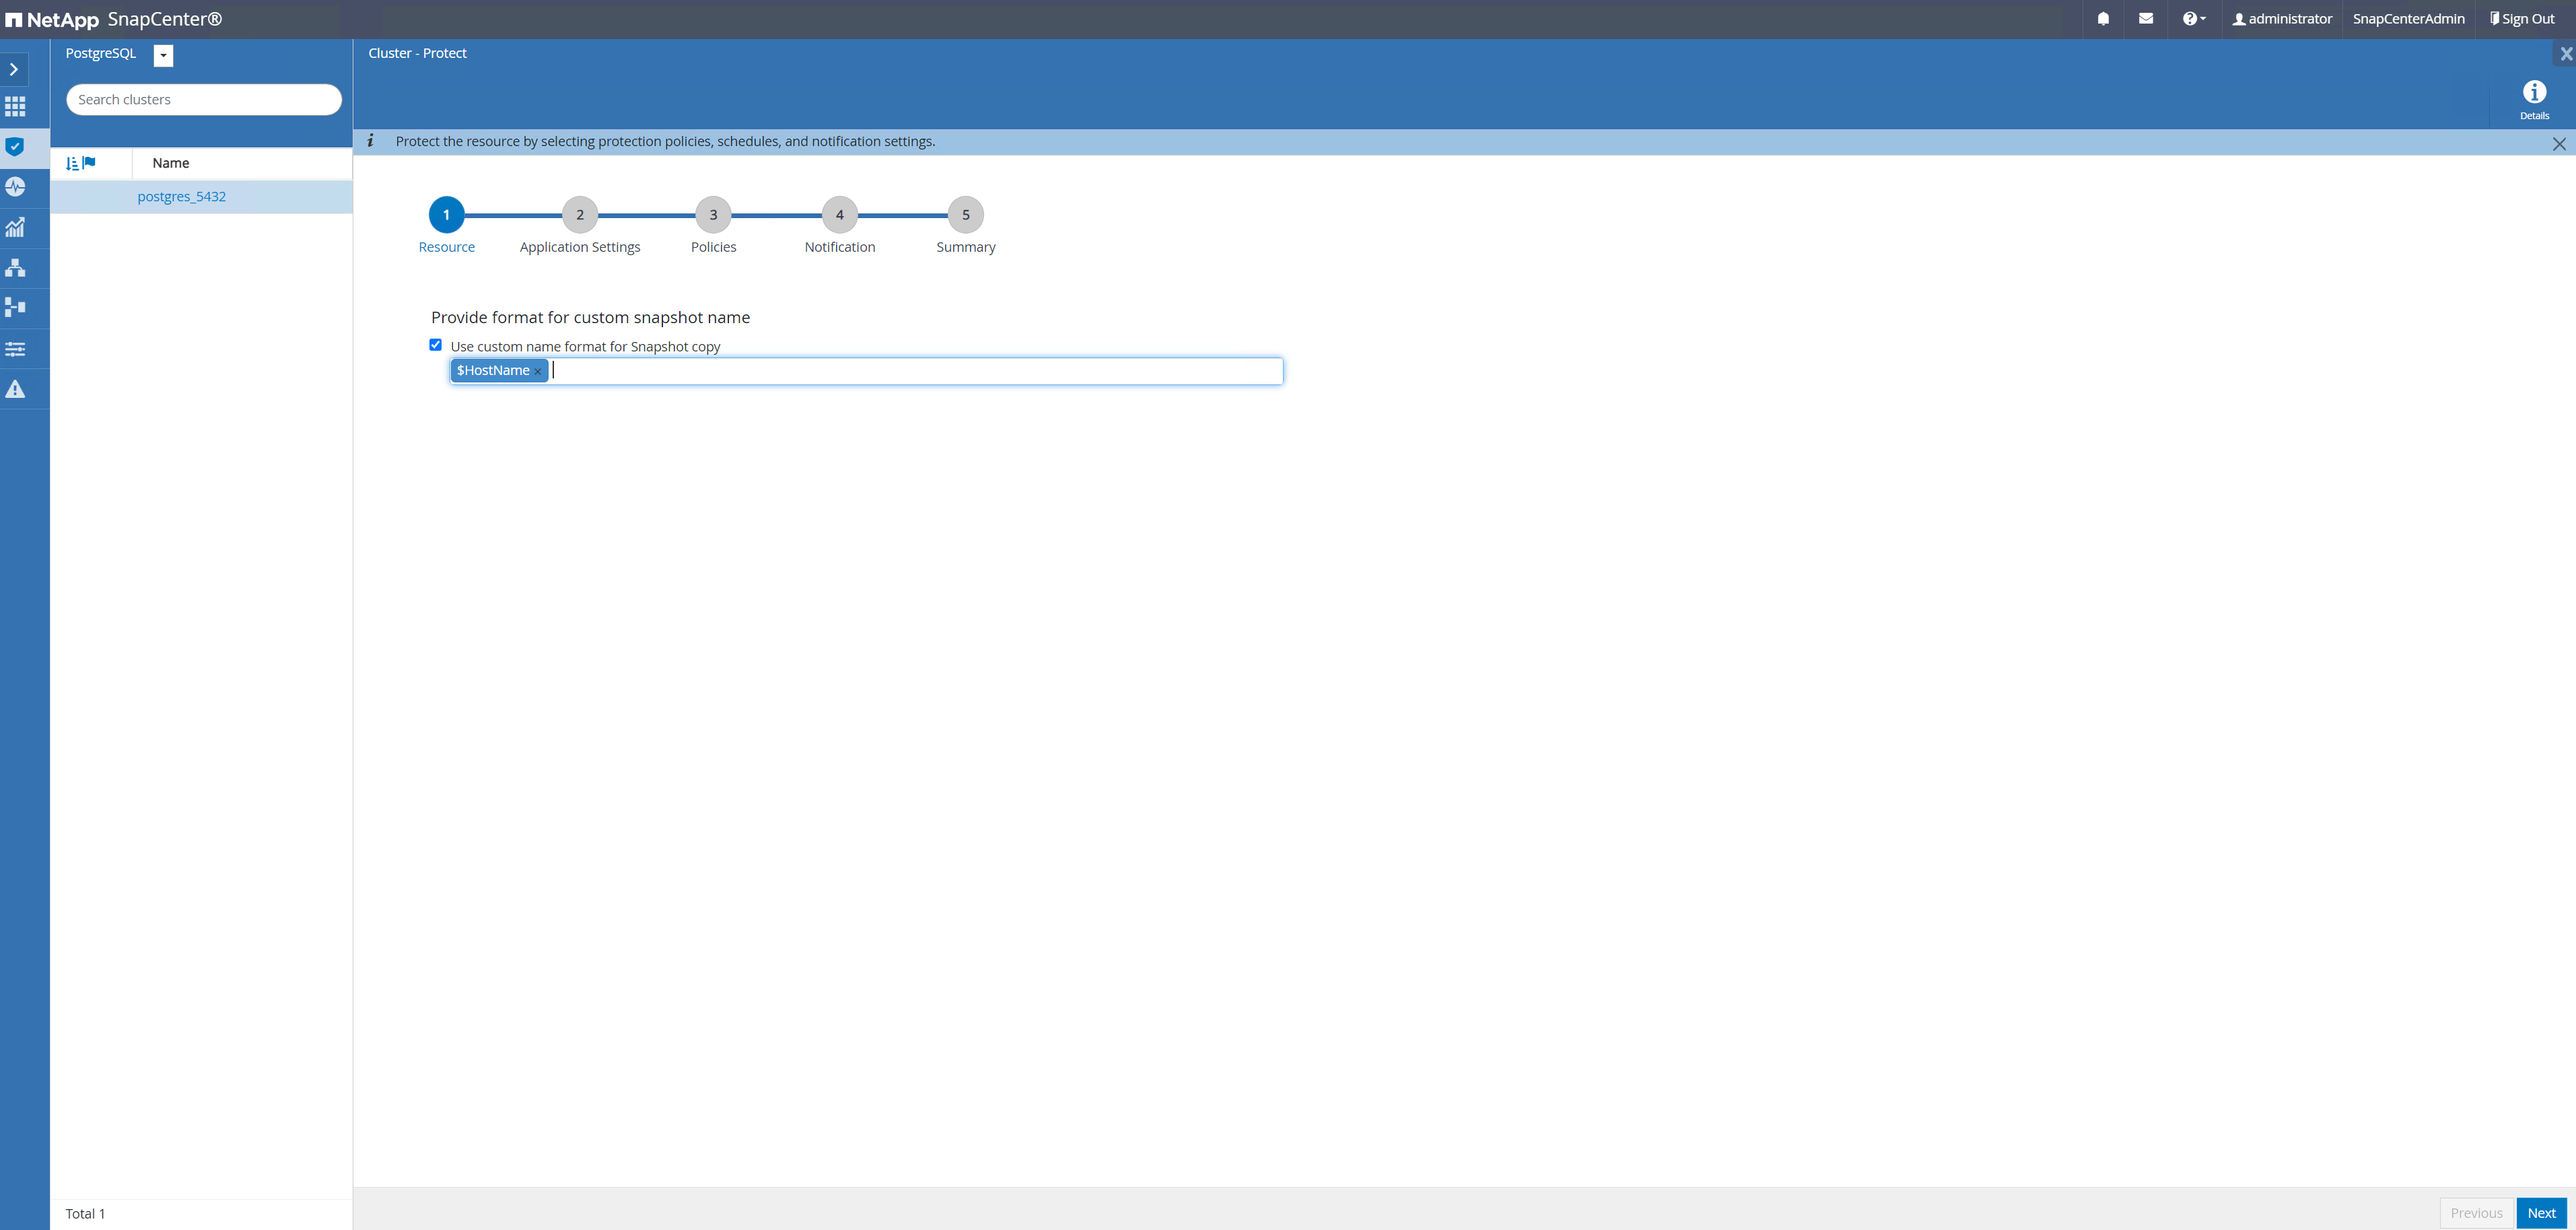 NetApp SnapCenter®
administrator
SnapCenterAdmin
Sign Out
PostgreSQL
Cluster - Protect
X
Search clusters
Details
Protect the resource by selecting protection policies, schedules, and notification settings.
Name
postgres_5432
1 2 3 4 5
Resource Application Settings Policies Notification Summary
Provide format for custom snapshot name
Use custom name format for Snapshot copy
$HostName ×
Total 1
Previous Next